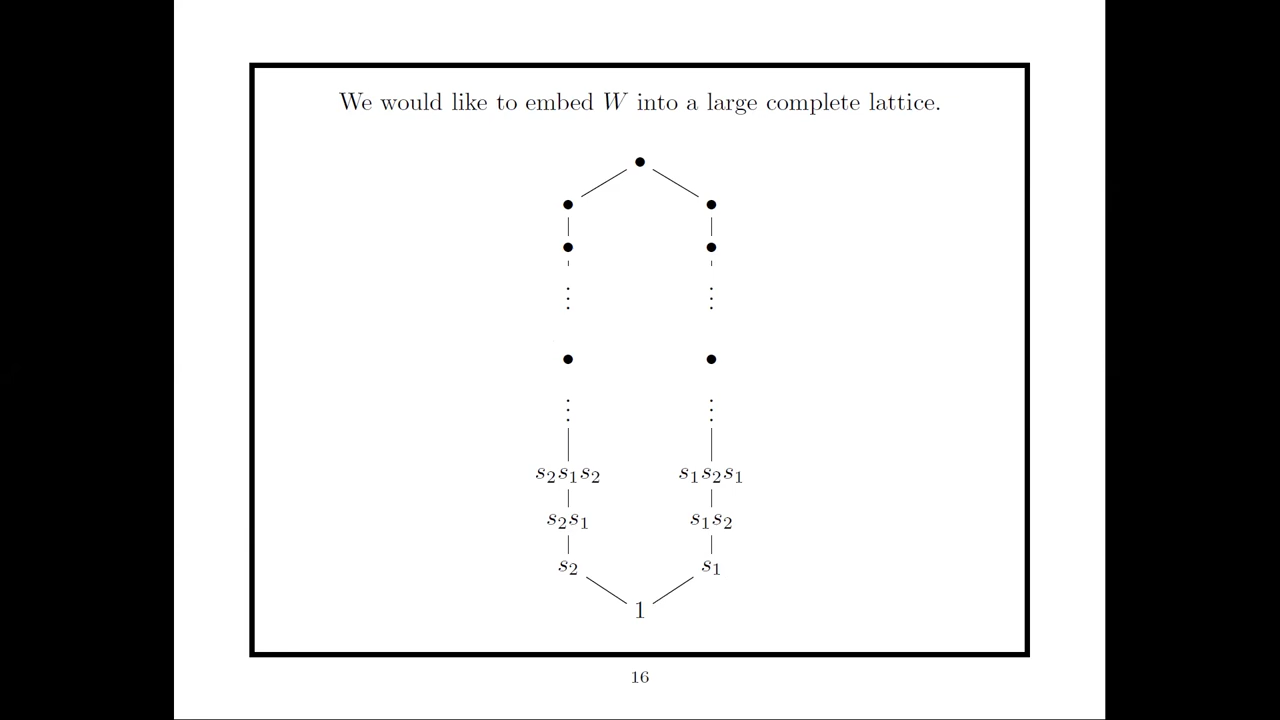 We would like to embed W into a large complete lattice.
s₂s₁s₂ s₁s₂s₁
s₂s₁ s₁s₂
s₂ s₁
1
16